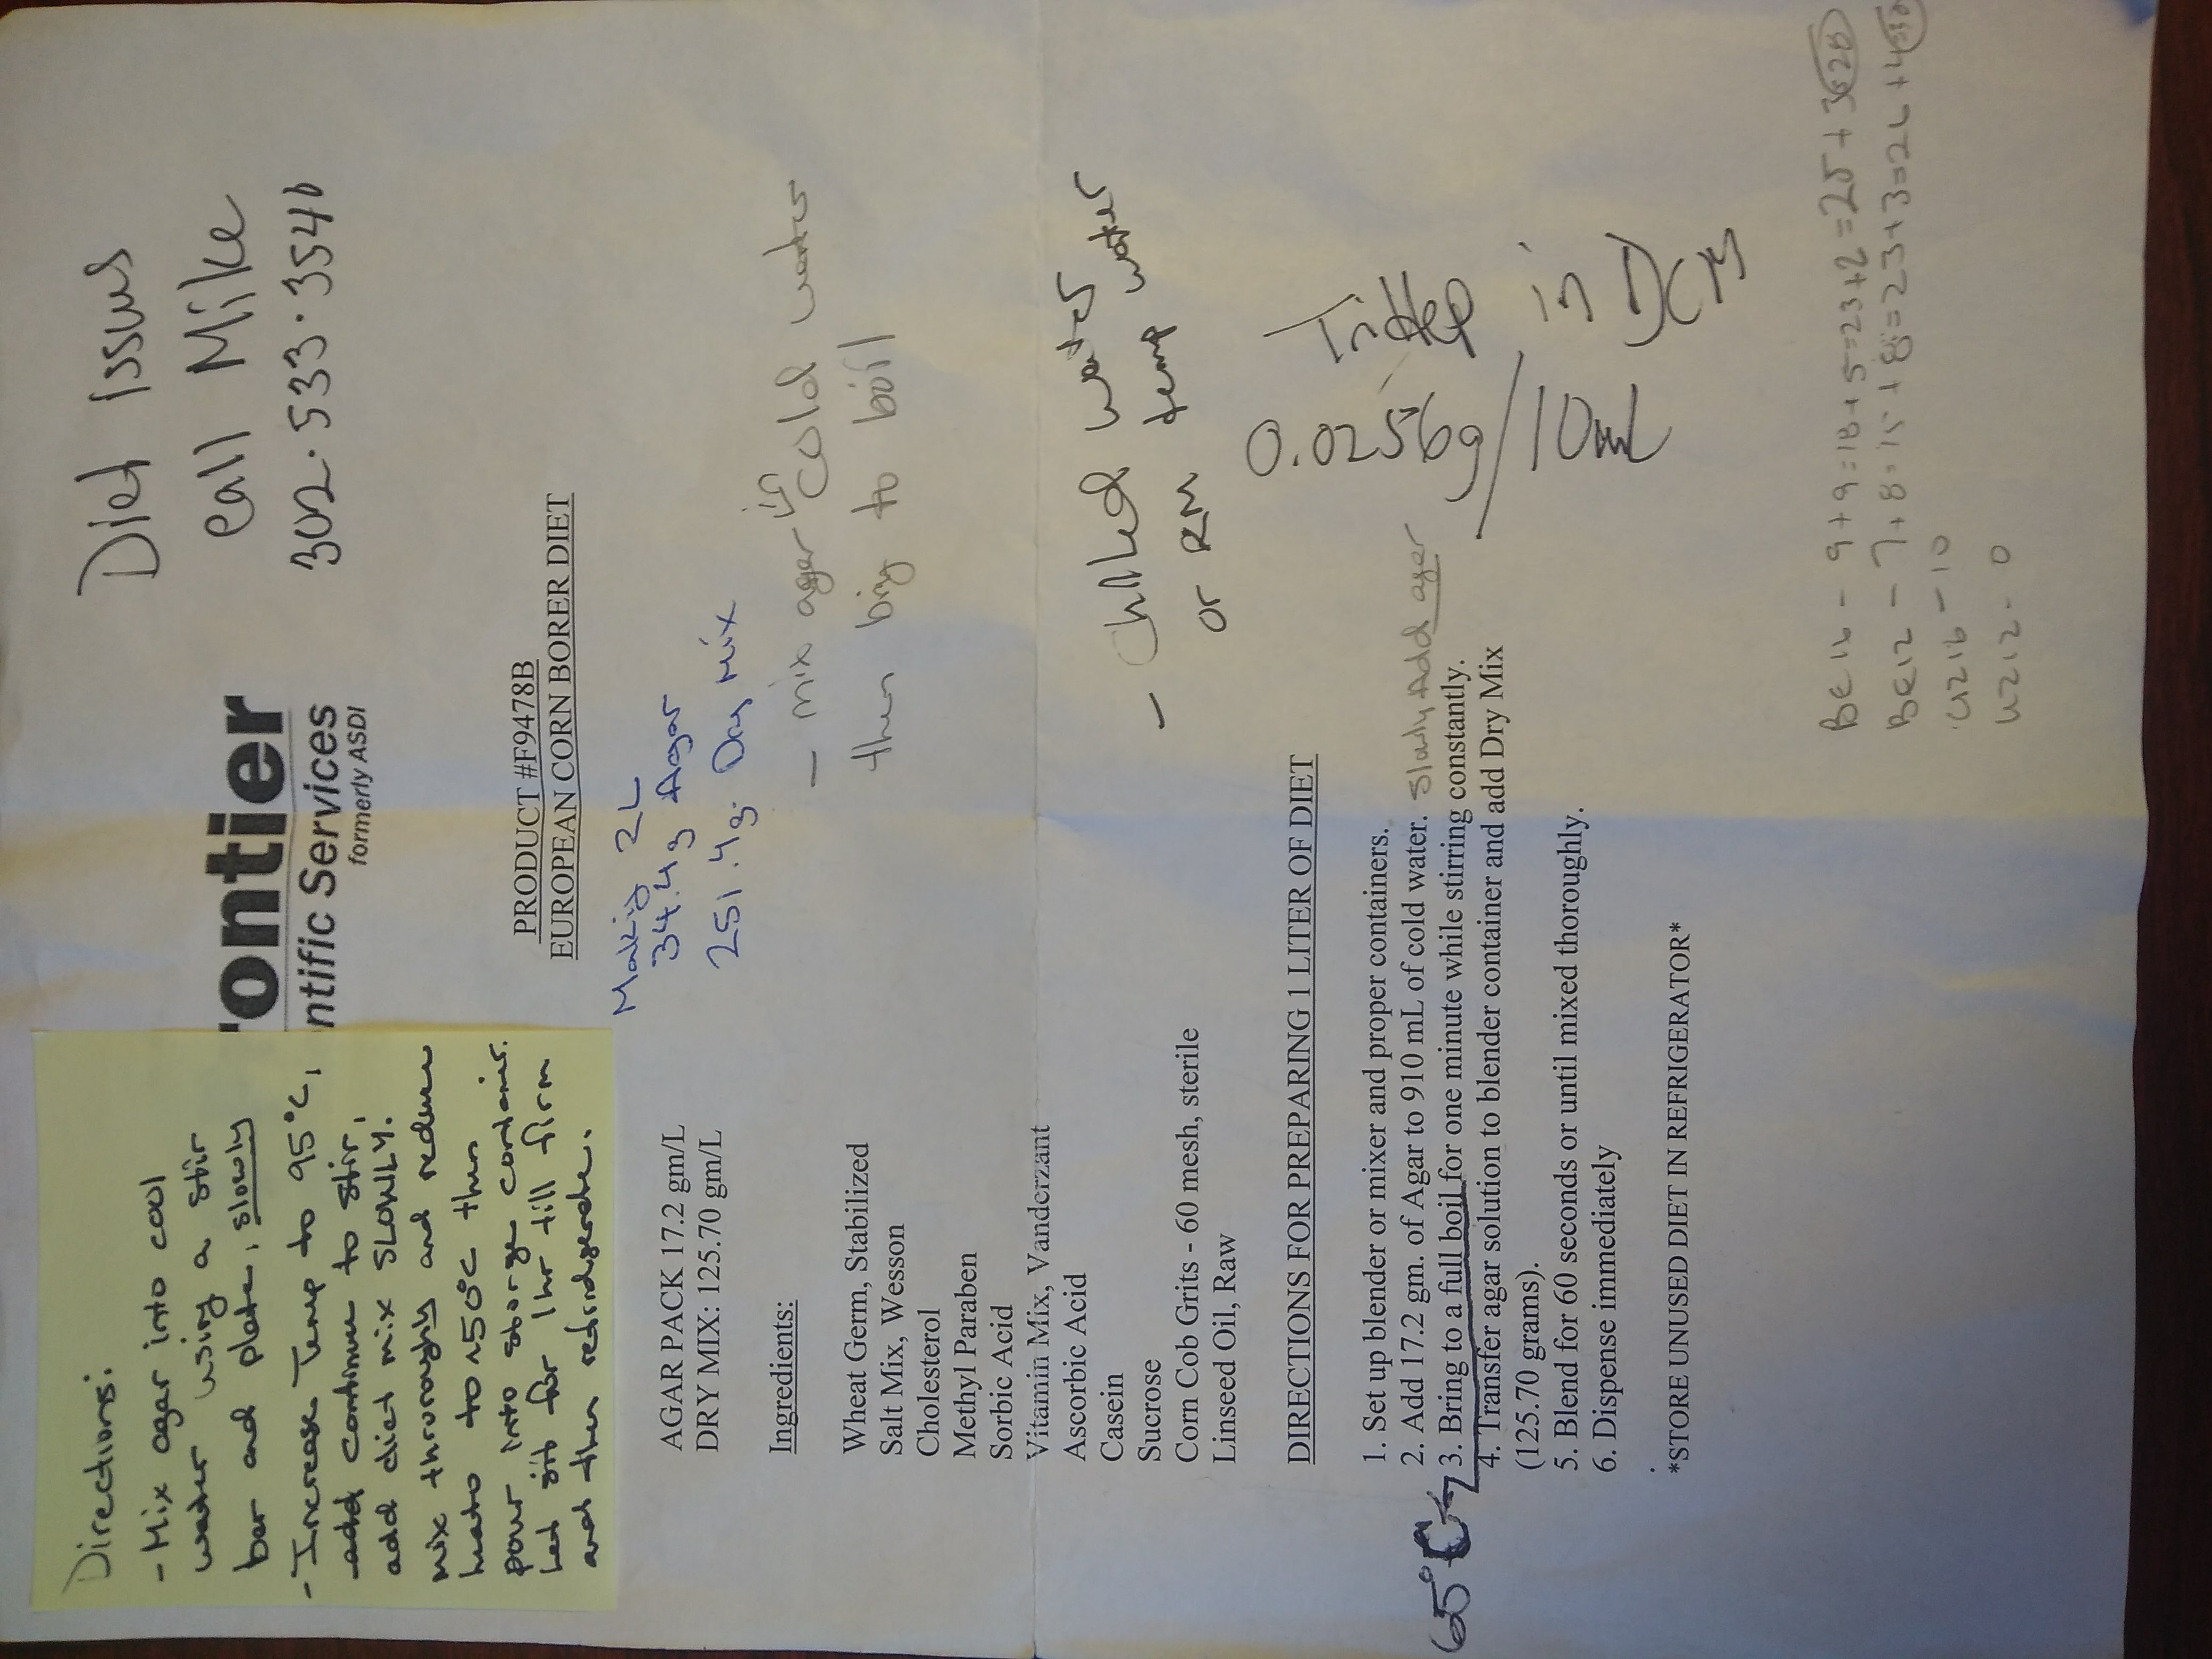 Directions:
- Mix agar into cool
water using a stir
bar and plate, slowly
- Increase Temp to 95°C,
add continue to stir,
add diet mix SLOWLY.
mix throroughly and reduce
heato to ~50°C then
pour into storge container.
Let sit for 1hr till firm
and then refridgerate.
Diet Issus
call Mike
302.533.3540
rontier
ntific Services
formerly ASDI
PRODUCT #F9478B
EUROPEAN CORN BORER DIET
Making 2L
34.4g Agar
251.4g Dry Mix
AGAR PACK 17.2 gm/L
DRY MIX: 125.70 gm/L
- mix agar in cold water
then bring to boil
Ingredients:
Wheat Germ, Stabilized
Salt Mix, Wesson
Cholesterol
Methyl Paraben
Sorbic Acid
Vitamin Mix, Vanderzant
Ascorbic Acid
Casein
Sucrose
Corn Cob Grits - 60 mesh, sterile
Linseed Oil, Raw
- Chilled water
or RM temp water
in DCM
0.0256g/10mL
DIRECTIONS FOR PREPARING 1 LITER OF DIET
1. Set up blender or mixer and proper containers.
2. Add 17.2 gm. of Agar to 910 mL of cold water. Slowly Add agar
65°C
3. Bring to a full boil for one minute while stirring constantly.
4. Transfer agar solution to blender container and add Dry Mix
(125.70 grams).
5. Blend for 60 seconds or until mixed thoroughly.
6. Dispense immediately
.
*STORE UNUSED DIET IN REFRIGERATOR*
BE16 - 9+9=18+5=23+2=25+3=28
BE12 - 7+8=15+8=23+3=26+4=30
UZ16 - 10
UZ12 - 0